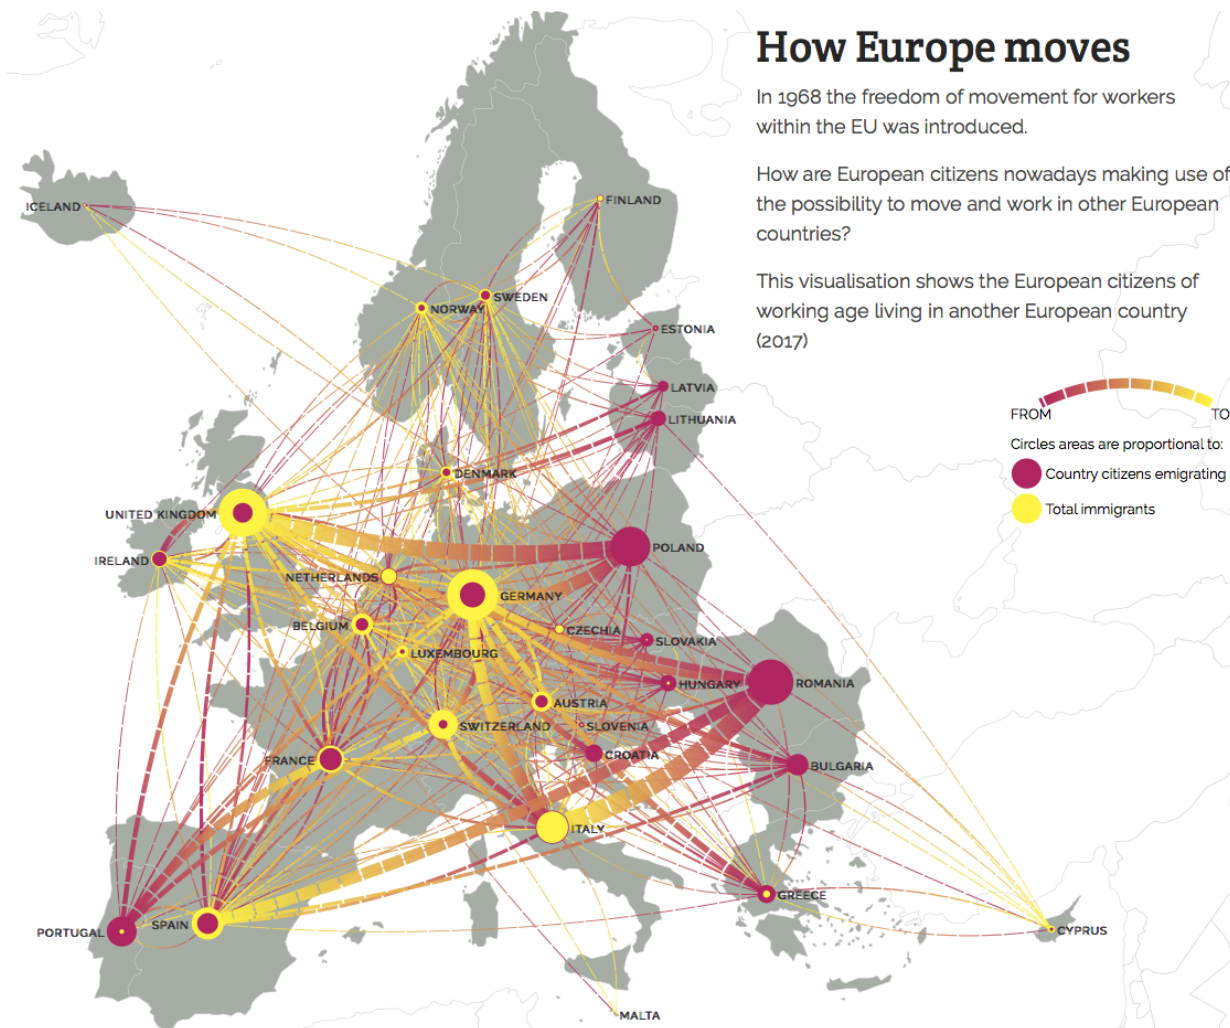 How Europe moves
In 1968 the freedom of movement for workers
within the EU was introduced.
How are European citizens nowadays making use of
the possibility to move and work in other European
countries?
This visualisation shows the European citizens of
working age living in another European country
(2017)
FROM
TO
Circles areas are proportional to:
Country citizens emigrating
Total immigrants
ICELAND
FINLAND
SWEDEN
NORWAY
ESTONIA
LATVIA
LITHUANIA
DENMARK
UNITED KINGDOM
IRELAND
POLAND
NETHERLANDS
GERMANY
BELGIUM
CZECHIA
SLOVAKIA
LUXEMBOURG
HUNGARY
ROMANIA
AUSTRIA
SWITZERLAND
SLOVENIA
CROATIA
FRANCE
BULGARIA
ITALY
GREECE
SPAIN
PORTUGAL
CYPRUS
MALTA